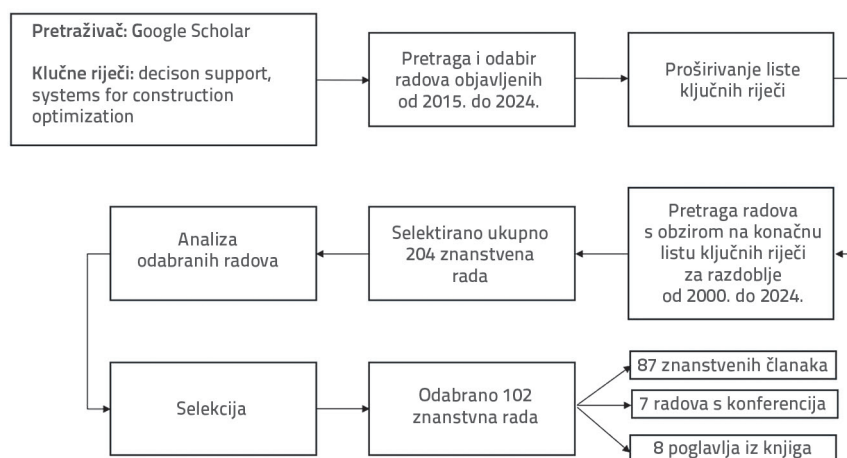 Pretraživač: Google Scholar
Ključne riječi: decison support,
systems for construction
optimization
Pretraga i odabir
radova objavljenih
od 2015. do 2024.
Proširivanje liste
ključnih riječi
Pretraga radova
s obzirom na konačnu
listu ključnih riječi
za razdoblje
od 2000. do 2024.
Selektirano ukupno
204 znanstvena
rada
Analiza
odabranih radova
Selekcija
Odabrano 102
znanstvna rada
87 znanstvenih članaka
7 radova s konferencija
8 poglavlja iz knjiga